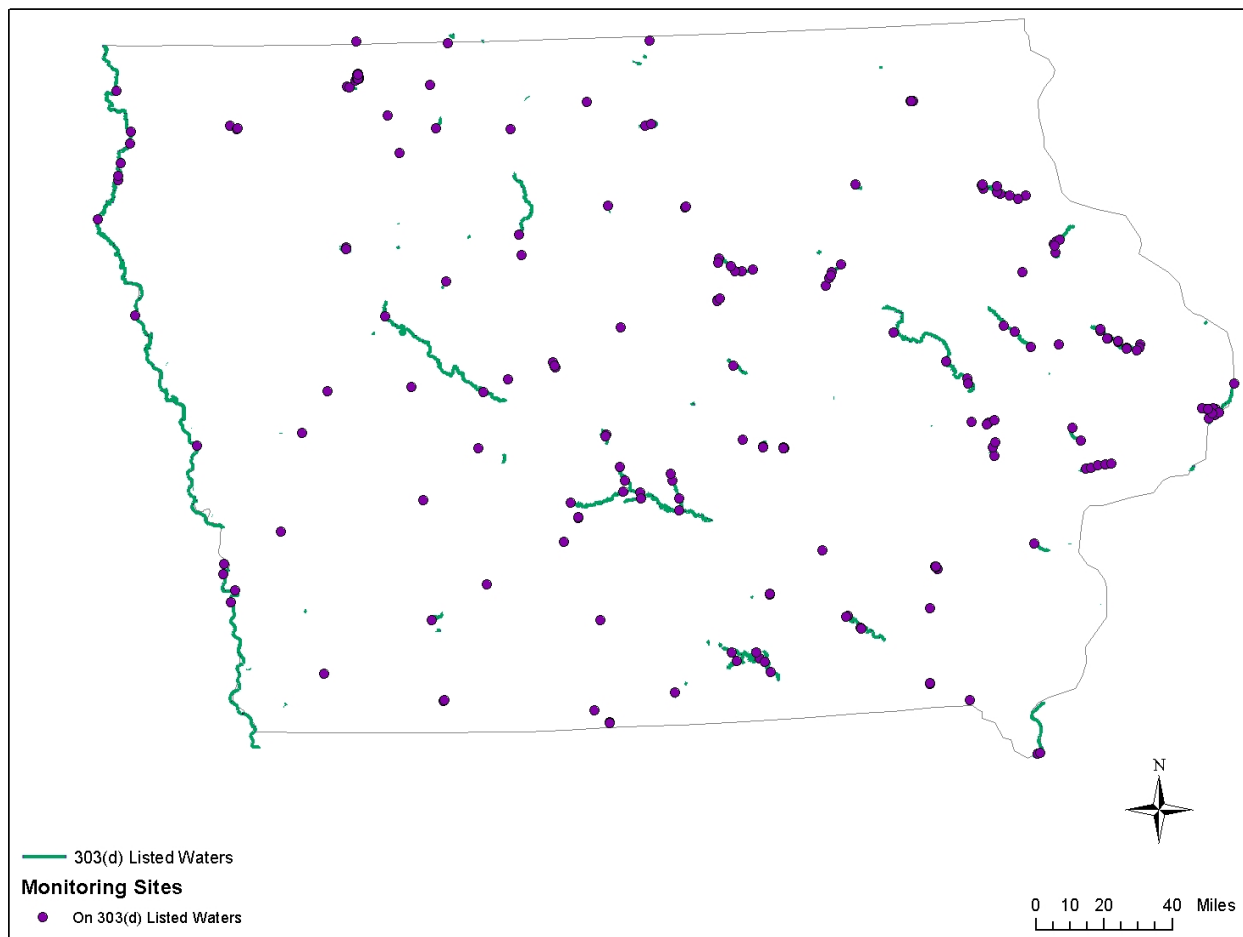 N
303(d) Listed Waters
Monitoring Sites
On 303(d) Listed Waters
0 10 20 40 Miles